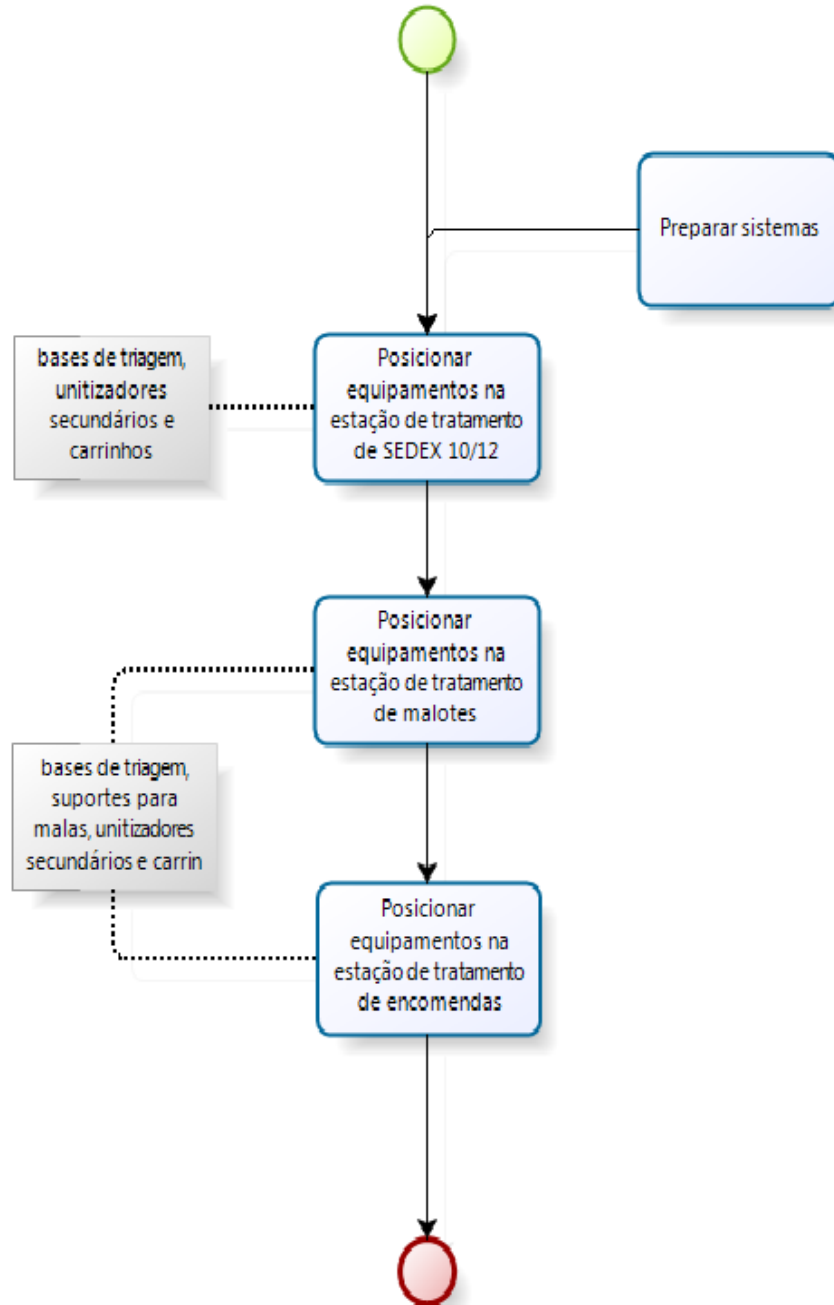 Preparar sistemas
bases de triagem,
unitizadores
secundários e
carrinhos
Posicionar
equipamentos na
estação de tratamento
de SEDEX 10/12
Posicionar
equipamentos na
estação de tratamento
de malotes
bases de triagem,
suportes para
malas, unitizadores
secundários e carrin
Posicionar
equipamentos na
estação de tratamento
de encomendas